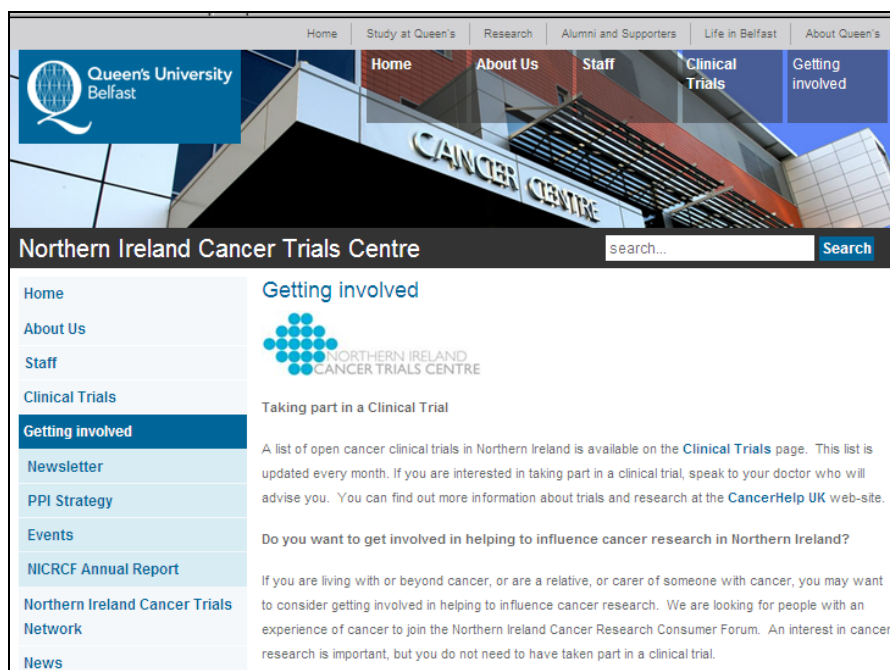 Home
Study at Queen's
Research
Alumni and Supporters
Life in Belfast
About Queen's
Queen's University
Belfast
Home
About Us
Staff
Clinical
Trials
Getting
involved
CANCER CENTRE
Northern Ireland Cancer Trials Centre
search...
Search
Home
About Us
Staff
Clinical Trials
Getting involved
Newsletter
PPI Strategy
Events
NICRCF Annual Report
Northern Ireland Cancer Trials
Network
News
Getting involved
NORTHERN IRELAND
CANCER TRIALS CENTRE
Taking part in a Clinical Trial
A list of open cancer clinical trials in Northern Ireland is available on the Clinical Trials page. This list is
updated every month. If you are interested in taking part in a clinical trial, speak to your doctor who will
advise you. You can find out more information about trials and research at the CancerHelp UK web-site.
Do you want to get involved in helping to influence cancer research in Northern Ireland?
If you are living with or beyond cancer, or are a relative, or carer of someone with cancer, you may want
to consider getting involved in helping to influence cancer research. We are looking for people with an
experience of cancer to join the Northern Ireland Cancer Research Consumer Forum. An interest in cancer
research is important, but you do not need to have taken part in a clinical trial.